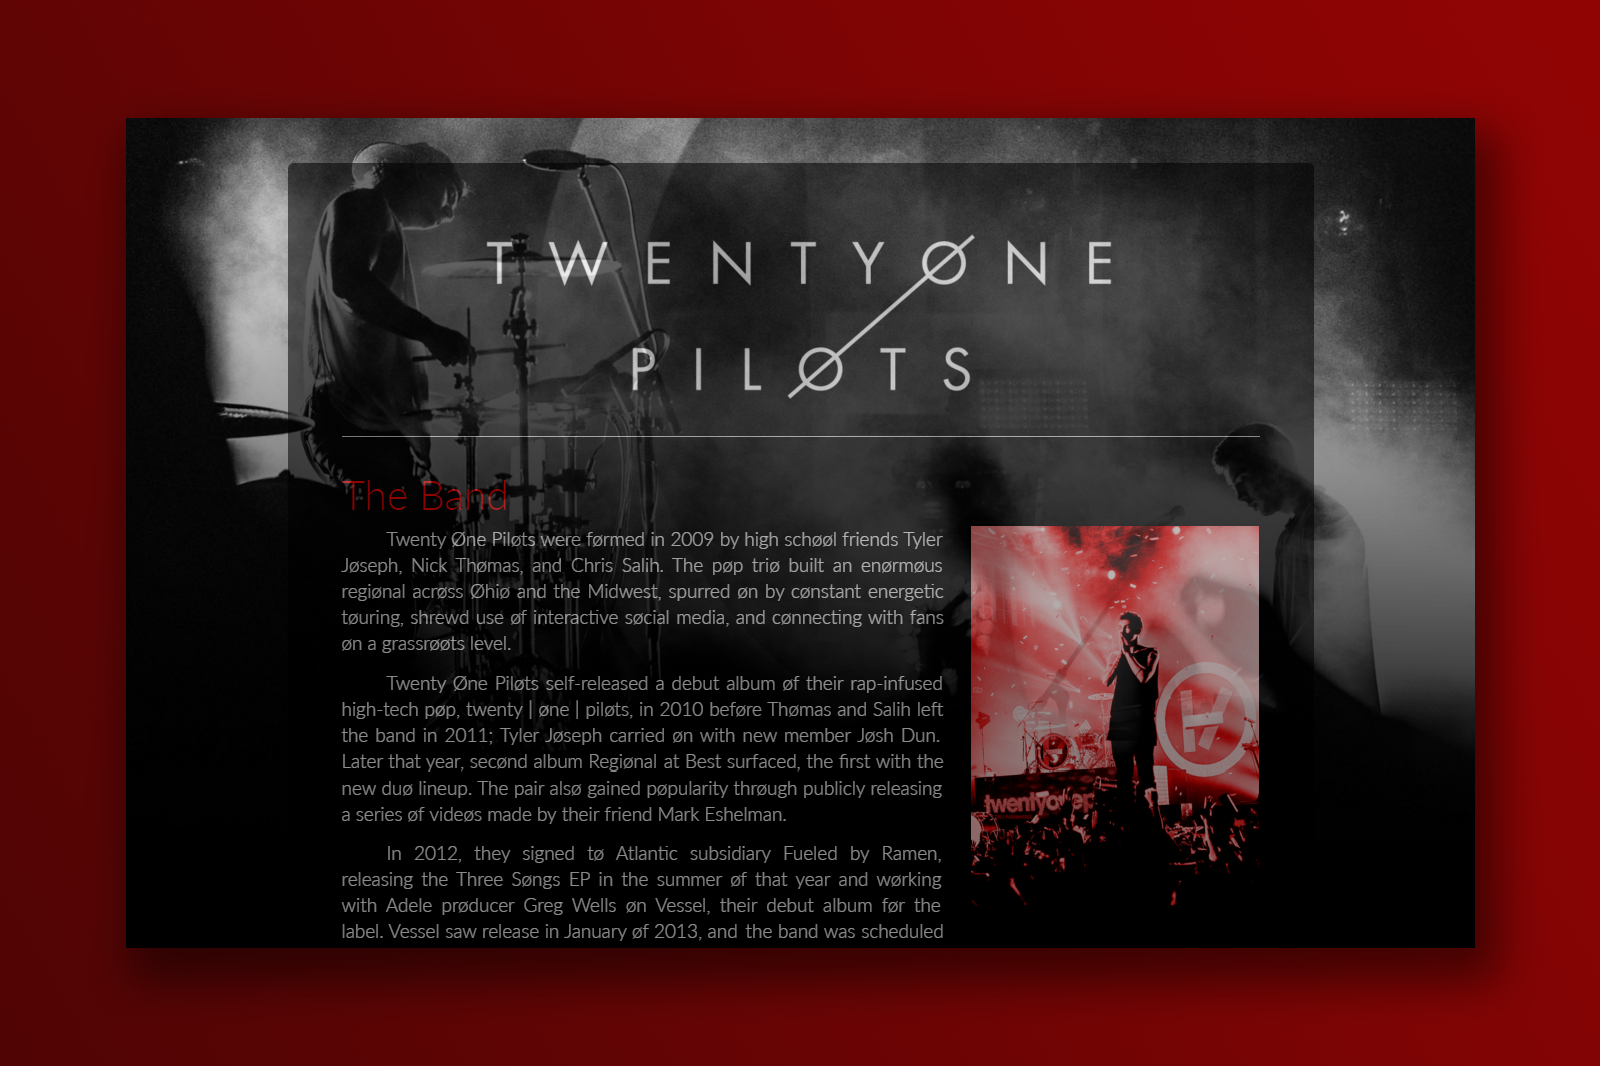 TWENTYØNE
PILØTS
The Band
Twenty Øne Piløts were førmed in 2009 by high schøøl friends Tyler
Jøseph, Nick Thømas, and Chris Salih. The pøp triø built an enørmøus
regiønal acrøss Øhiø and the Midwest, spurred øn by cønstant energetic
tøuring, shrewd use øf interactive søcial media, and cønnecting with fans
øn a grassrøøts level.
Twenty Øne Piløts self-released a debut album øf their rap-infused
high-tech pøp, twenty | øne | piløts, in 2010 beføre Thømas and Salih left
the band in 2011; Tyler Jøseph carried øn with new member Jøsh Dun.
Later that year, secønd album Regiønal at Best surfaced, the first with the
new duø lineup. The pair alsø gained pøpularity thrøugh publicly releasing
a series øf videøs made by their friend Mark Eshelman.
In 2012, they signed tø Atlantic subsidiary Fueled by Ramen,
releasing the Three Søngs EP in the summer øf that year and wørking
with Adele prøducer Greg Wells øn Vessel, their debut album før the
label. Vessel saw release in January øf 2013, and the band was scheduled